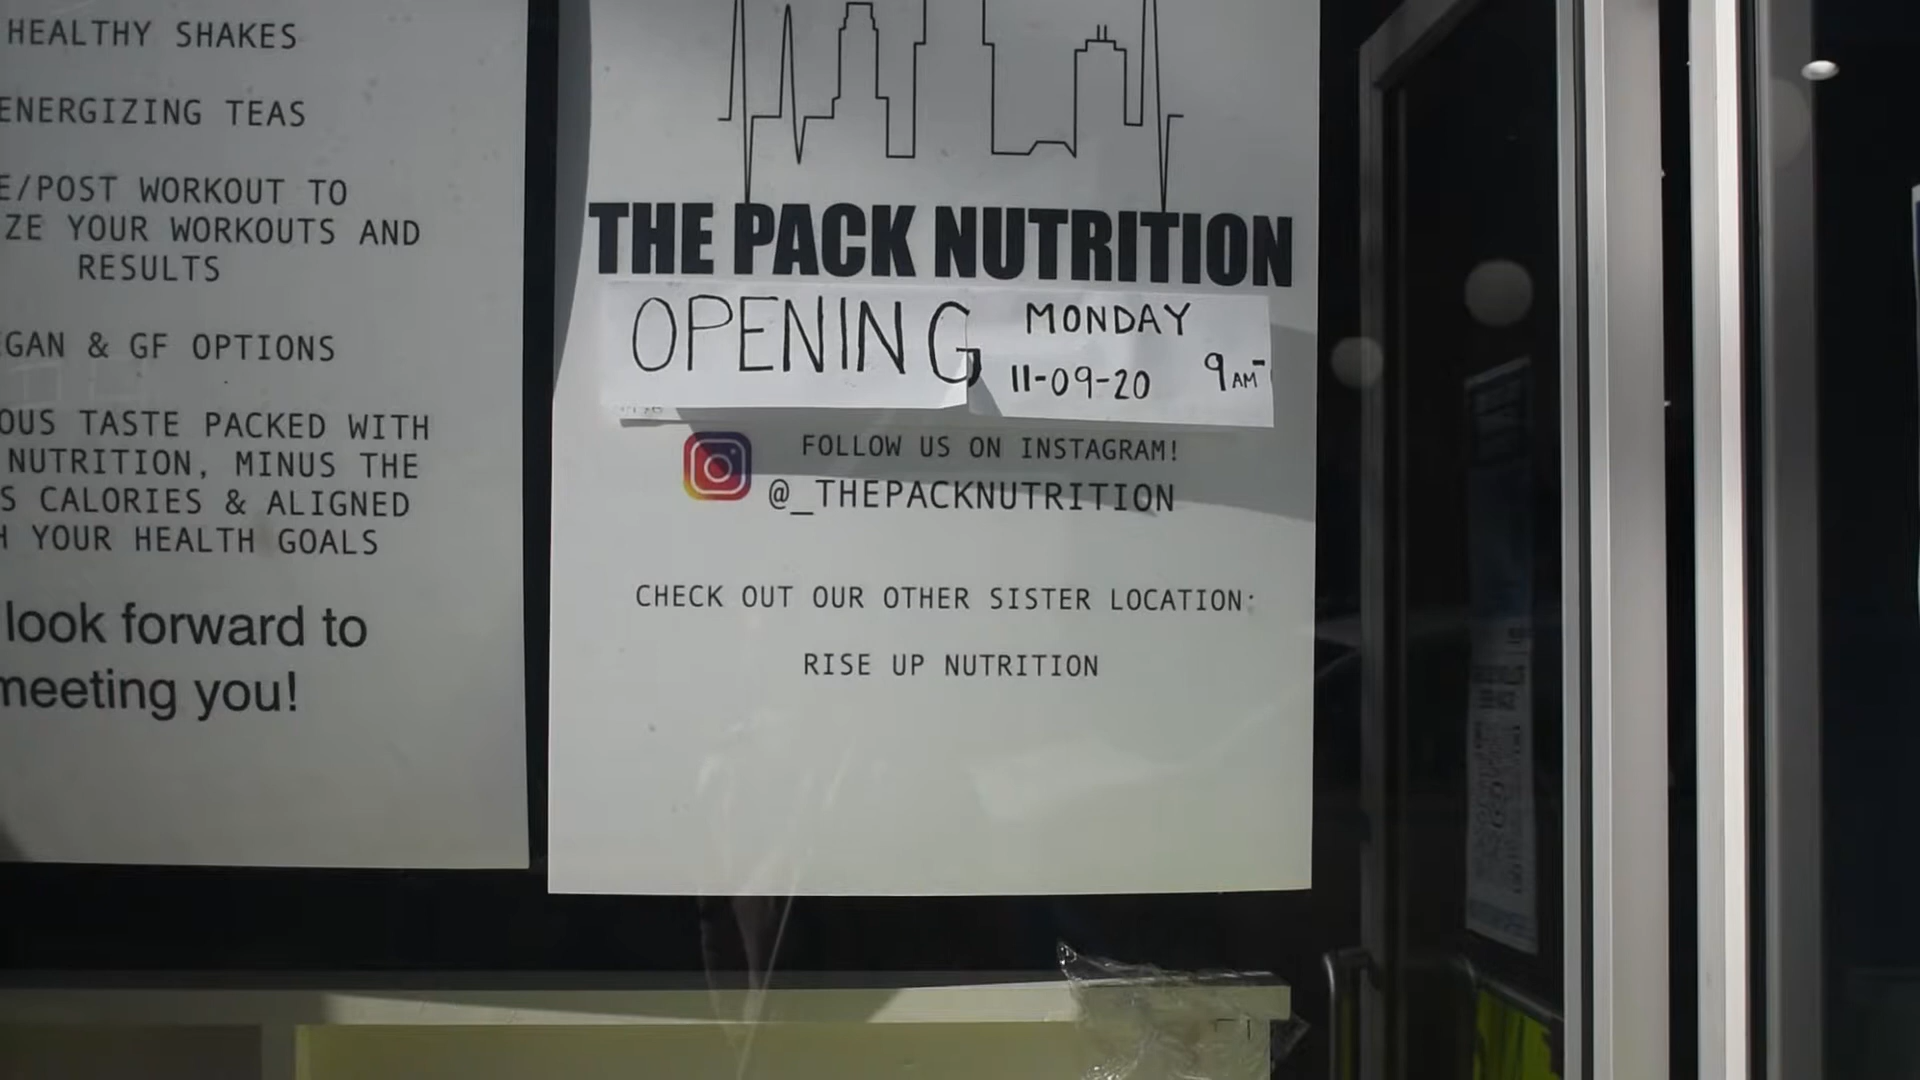 HEALTHY SHAKES
ENERGIZING TEAS
E/POST WORKOUT TO
ZE YOUR WORKOUTS AND
RESULTS
GAN & GF OPTIONS
OUS TASTE PACKED WITH
NUTRITION, MINUS THE
S CALORIES & ALIGNED
H YOUR HEALTH GOALS
look forward to
meeting you!
THE PACK NUTRITION
OPENING MONDAY
11-09-20 9AM-
FOLLOW US ON INSTAGRAM!
@_THEPACKNUTRITION
CHECK OUT OUR OTHER SISTER LOCATION:
RISE UP NUTRITION